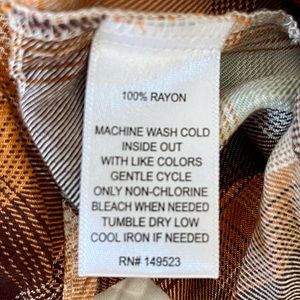 100% RAYON
MACHINE WASH COLD
INSIDE OUT
WITH LIKE COLORS
GENTLE CYCLE
ONLY NON-CHLORINE
BLEACH WHEN NEEDED
TUMBLE DRY LOW
COOL IRON IF NEEDED
RN# 149523